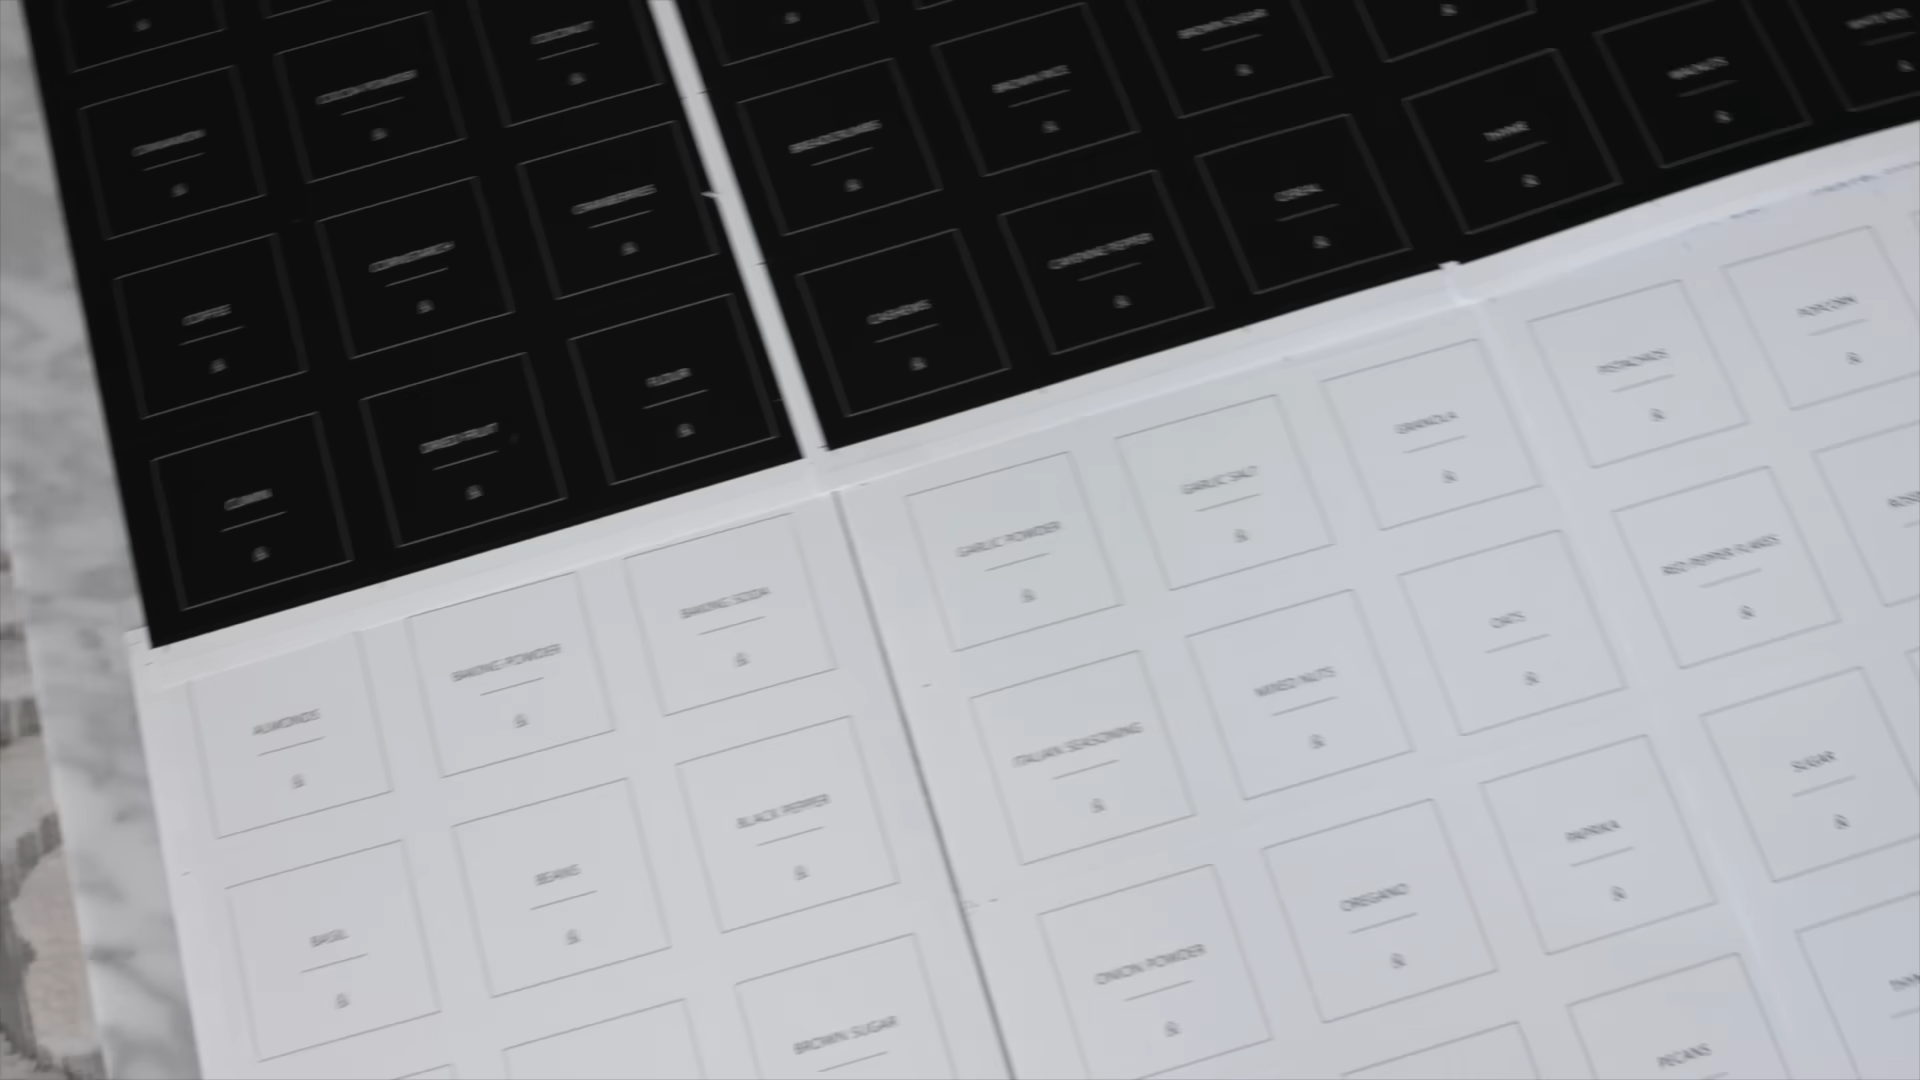 COCONUT
&
BROWN SUGAR
&
COCOA POWDER
&
BROWN RICE
&
WALNUTS
&
CINNAMON
&
CRANBERRIES
&
BREADCRUMBS
&
CEREAL
&
THYME
&
COFFEE
&
CORNSTARCH
&
FLOUR
&
CASHEWS
&
CAYENNE PEPPER
&
CUMIN
&
DRIED FRUIT
&
ALMONDS
&
BAKING POWDER
&
BAKING SODA
&
GARLIC POWDER
&
GARLIC SALT
&
GRANOLA
&
PISTACHIOS
&
POPCORN
&
BASIL
&
BEANS
&
BLACK PEPPER
&
ITALIAN SEASONING
&
MIXED NUTS
&
OATS
&
RED PEPPER FLAKES
&
BROWN SUGAR
ONION POWDER
&
OREGANO
&
PAPRIKA
&
SUGAR
&
PECANS